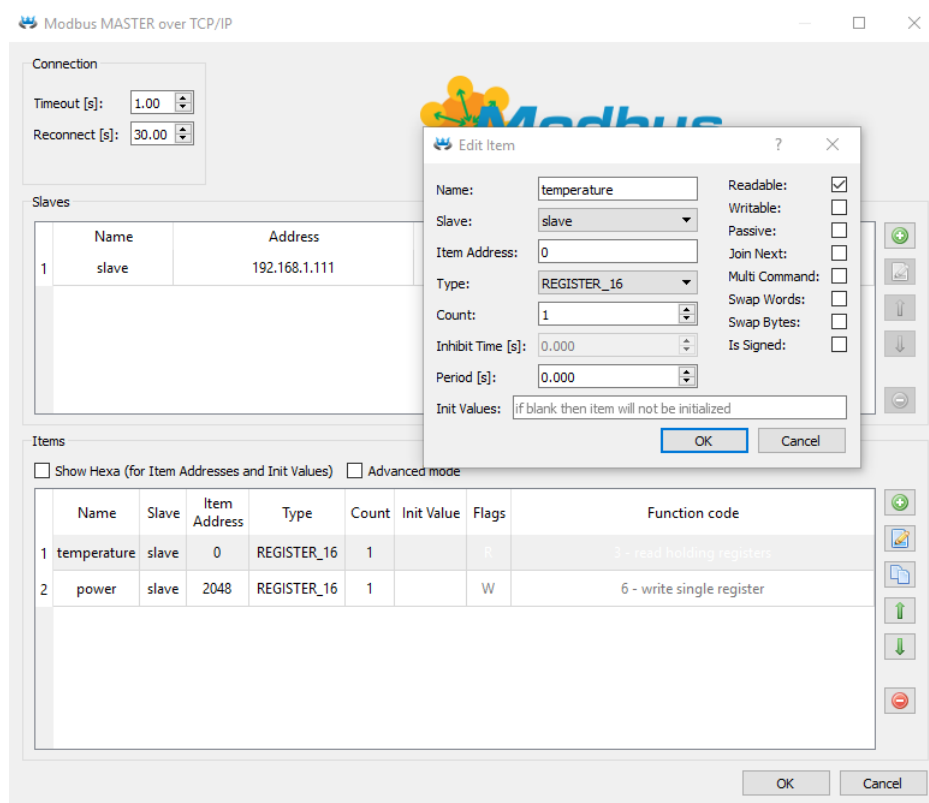 Modbus MASTER over TCP/IP
Connection
Timeout [s]: 1.00
Reconnect [s]: 30.00
Modbus
Edit Item
Name: temperature
Slave: slave
Item Address: 0
Type: REGISTER_16
Count: 1
Inhibit Time [s]: 0.000
Period [s]: 0.000
Init Values: if blank then item will not be initialized
Readable:
Writable:
Passive:
Join Next:
Multi Command:
Swap Words:
Swap Bytes:
Is Signed:
OK Cancel
Slaves
Name Address
1 slave 192.168.1.111
Items
Show Hexa (for Item Addresses and Init Values) Advanced mode
Name Slave Item Address Type Count Init Value Flags Function code
1 temperature slave 0 REGISTER_16 1 R 3 - read holding registers
2 power slave 2048 REGISTER_16 1 W 6 - write single register
OK Cancel